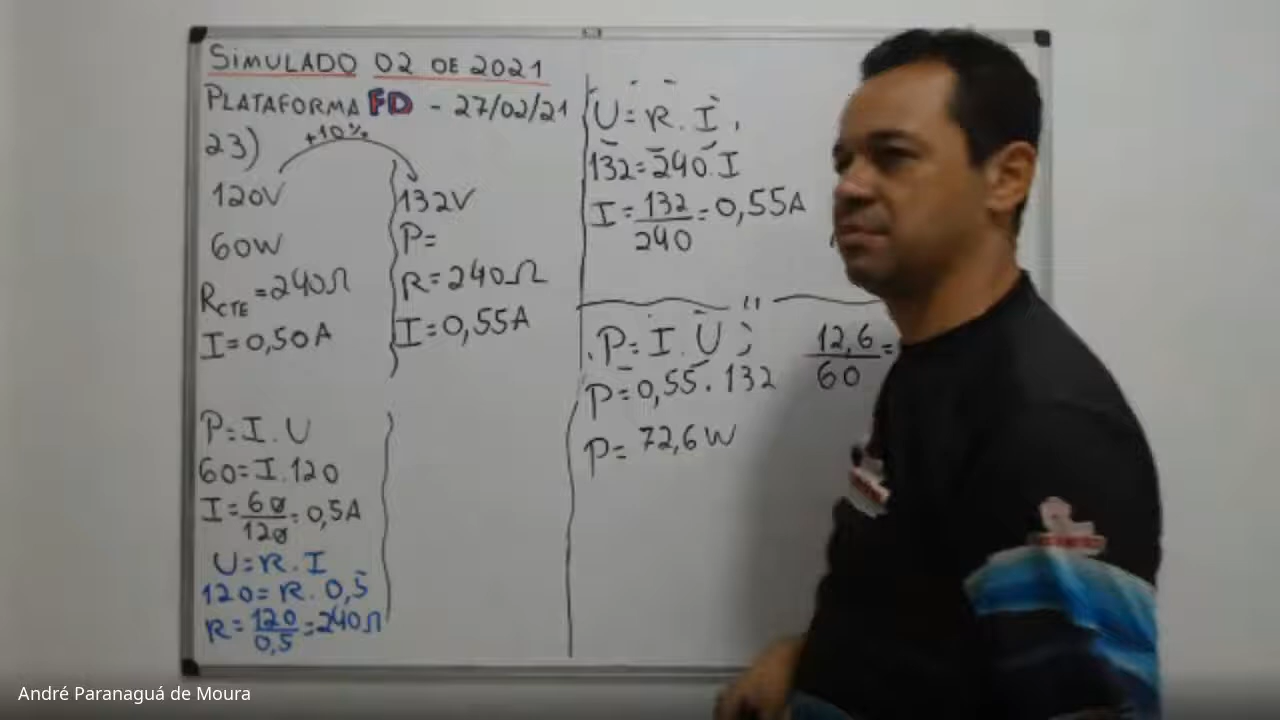 SIMULADO 02 DE 2021
PLATAFORMA FD - 27/02/21
23)
+10%
120V
60W
RCTE = 240Ω
I = 0,50A
132V
P=
R = 240Ω
I = 0,55A
P = I . U
60 = I . 120
I = 60/120 = 0,5A
U = R . I
120 = R . 0,5
R = 120/0,5 = 240Ω
U = R . I
132 = 240 . I
I = 132/240 = 0,55A
P = I . U
P = 0,55 . 132
P = 72,6 W
12,6/60 =
André Paranaguá de Moura